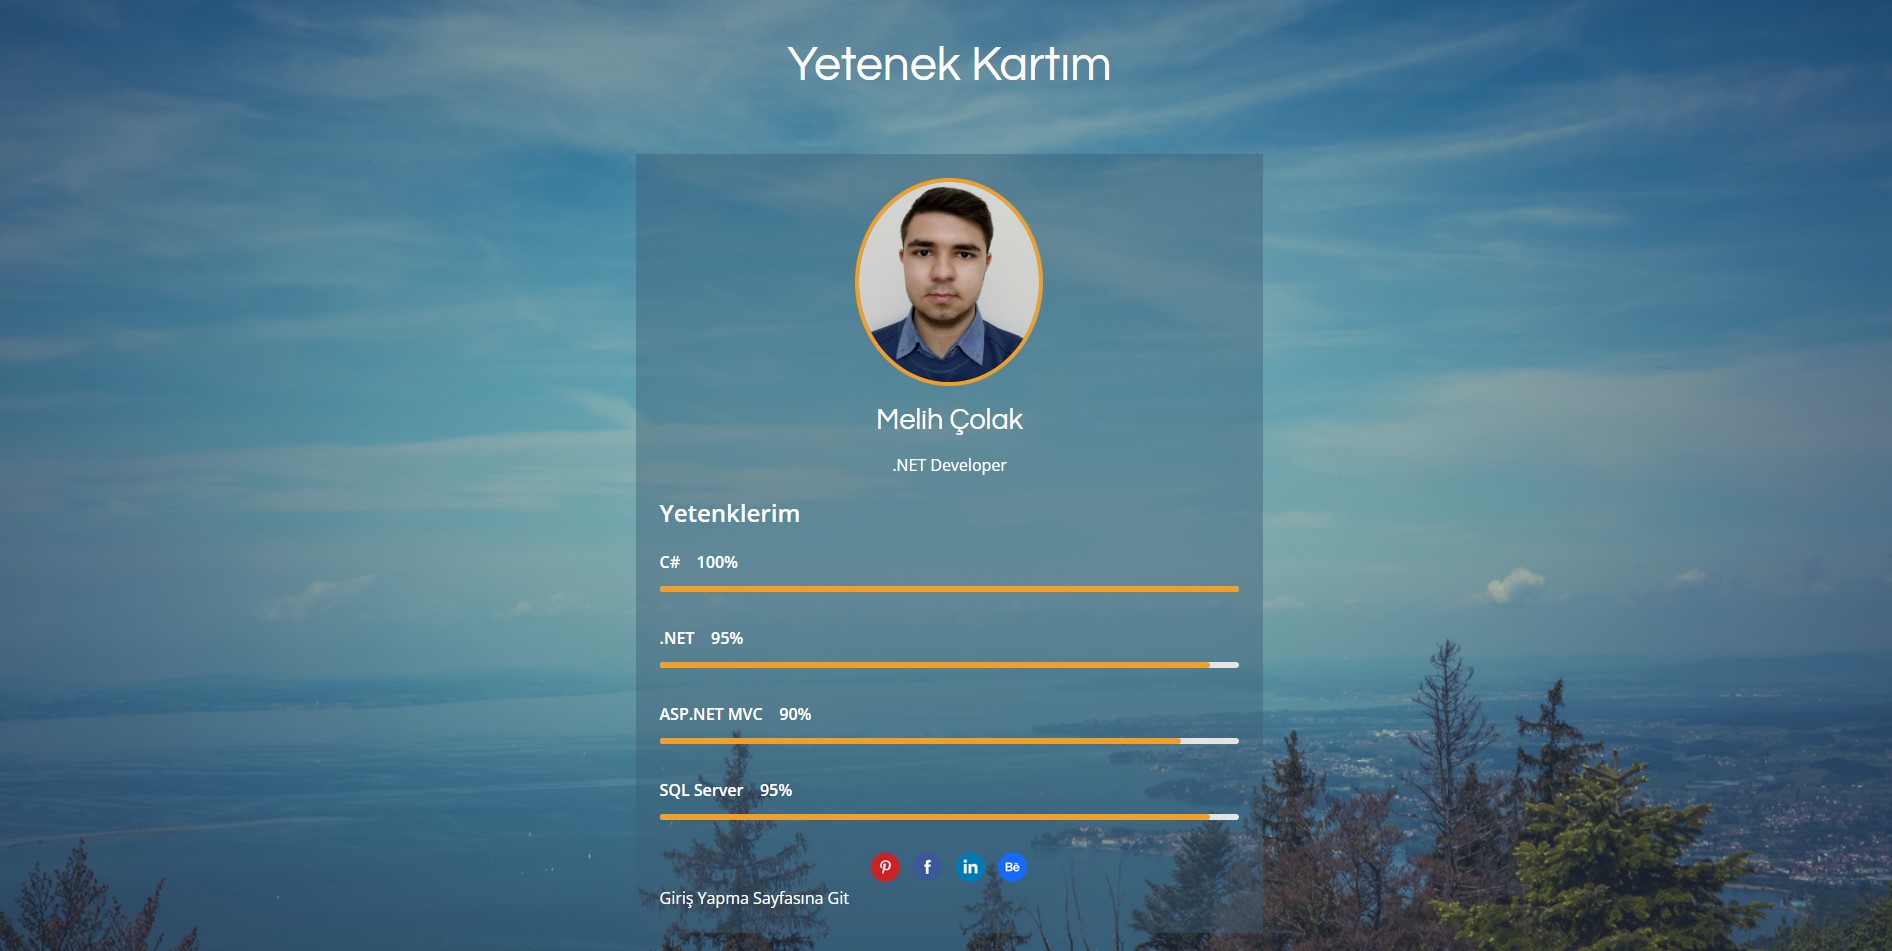 Yetenek Kartım
Melih Çolak
.NET Developer
Yetenklerim
C# 100%
.NET 95%
ASP.NET MVC 90%
SQL Server 95%
f in Bē
Giriş Yapma Sayfasına Git